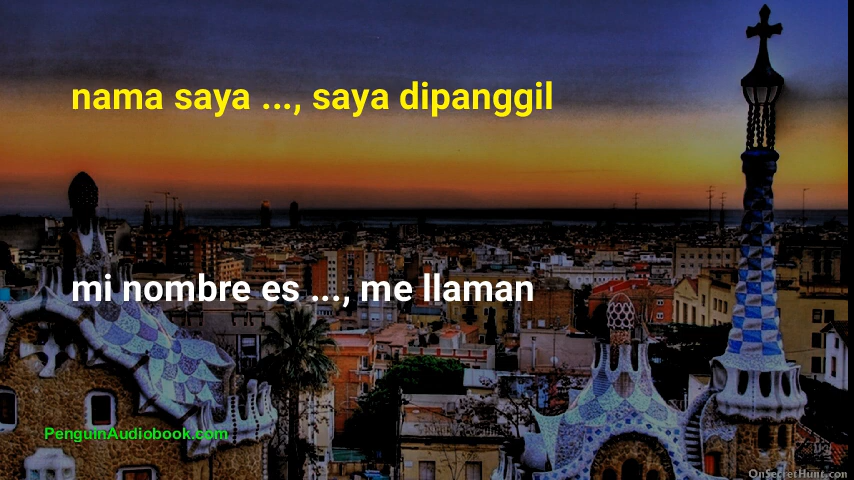 nama saya ..., saya dipanggil
mi nombre es ..., me llaman
PenguinAudiobook.com
OnSecretHunt.com